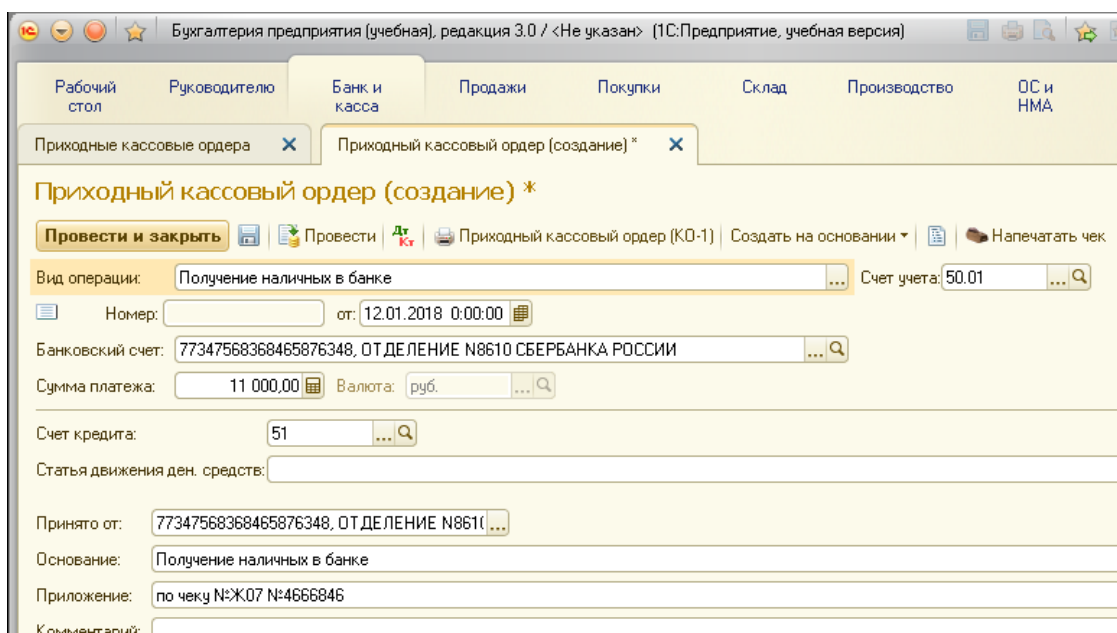 1С Бухгалтерия предприятия (учебная), редакция 3.0 / <Не указан> (1С:Предприятие, учебная версия)
Рабочий стол Руководителю Банк и касса Продажи Покупки Склад Производство ОС и НМА
Приходные кассовые ордера Приходный кассовый ордер (создание) *
Приходный кассовый ордер (создание) *
Провести и закрыть Провести Дт Кт Приходный кассовый ордер (КО-1) Создать на основании Напечатать чек
Вид операции: Получение наличных в банке ... Счет учета: 50.01 ...
Номер: от: 12.01.2018 0:00:00
Банковский счет: 77347568368465876348, ОТДЕЛЕНИЕ N8610 СБЕРБАНКА РОССИИ ...
Сумма платежа: 11 000,00 Валюта: руб. ...
Счет кредита: 51 ...
Статья движения ден. средств:
Принято от: 77347568368465876348, ОТДЕЛЕНИЕ N861( ...
Основание: Получение наличных в банке
Приложение: по чеку №Ж07 №4666846
Комментарий: